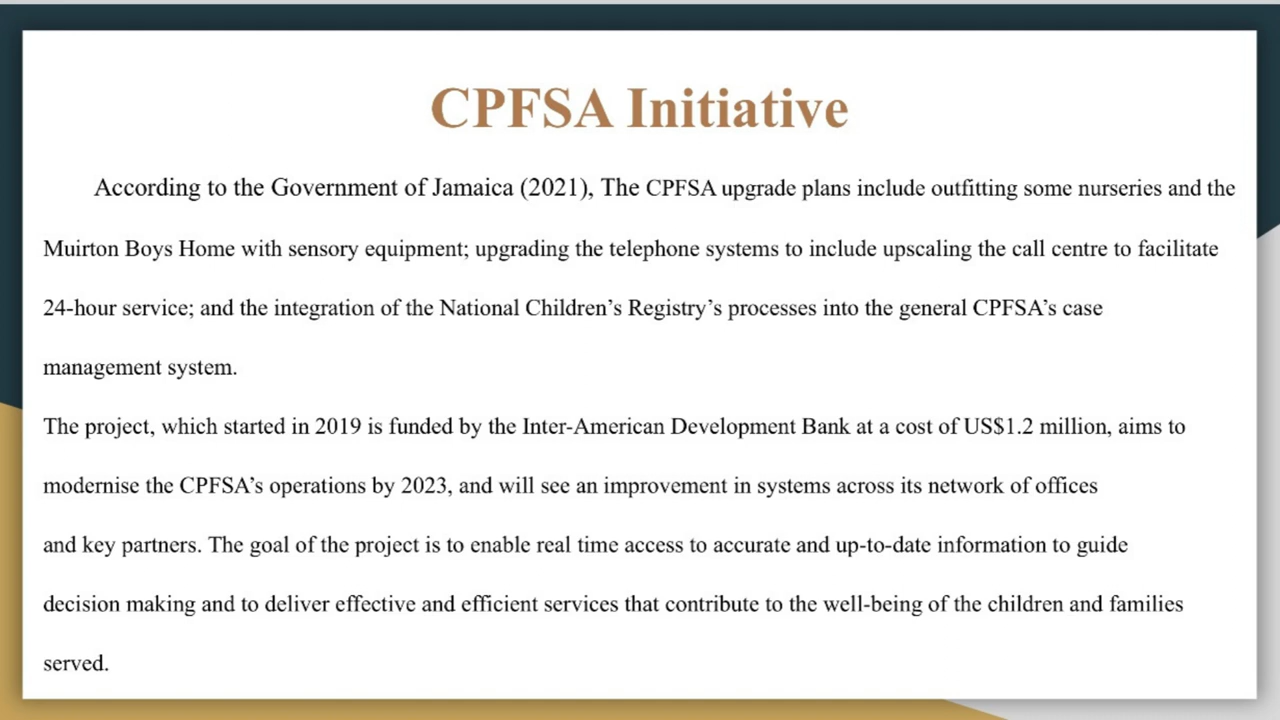 CPFSA Initiative
According to the Government of Jamaica (2021), The CPFSA upgrade plans include outfitting some nurseries and the
Muirton Boys Home with sensory equipment; upgrading the telephone systems to include upscaling the call centre to facilitate
24-hour service; and the integration of the National Children’s Registry’s processes into the general CPFSA’s case
management system.
The project, which started in 2019 is funded by the Inter-American Development Bank at a cost of US$1.2 million, aims to
modernise the CPFSA’s operations by 2023, and will see an improvement in systems across its network of offices
and key partners. The goal of the project is to enable real time access to accurate and up-to-date information to guide
decision making and to deliver effective and efficient services that contribute to the well-being of the children and families
served.